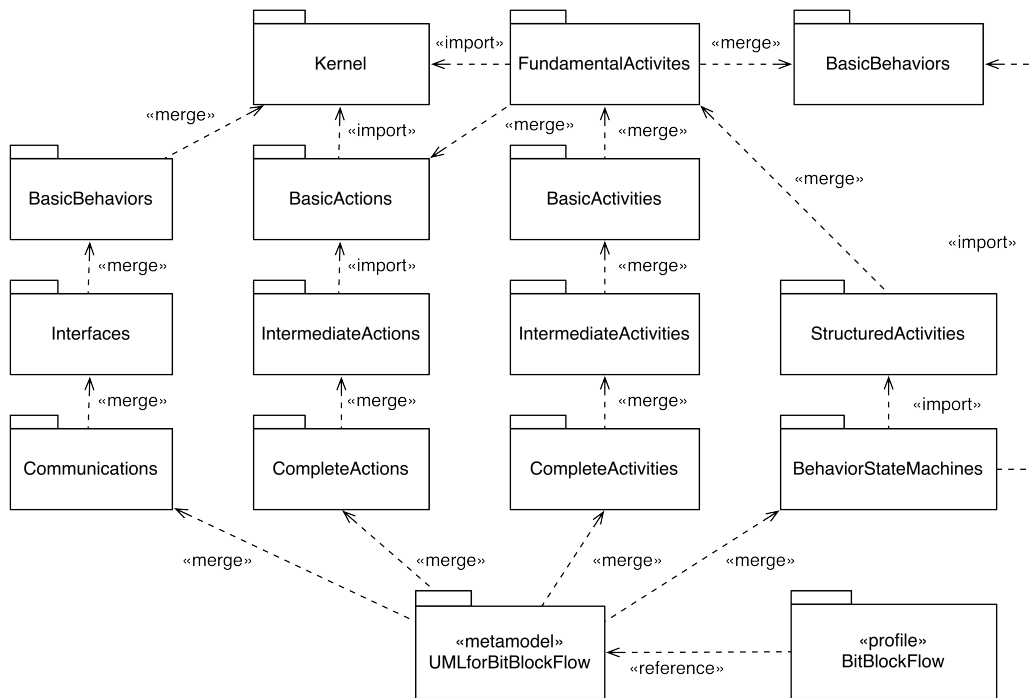 «import»
«merge»
Kernel
FundamentalActivites
BasicBehaviors
«merge»
«import»
«merge»
«merge»
«merge»
BasicBehaviors
BasicActions
BasicActivities
«import»
«merge»
«import»
«merge»
Interfaces
IntermediateActions
IntermediateActivities
StructuredActivities
«merge»
«merge»
«merge»
«import»
Communications
CompleteActions
CompleteActivities
BehaviorStateMachines
«merge»
«merge»
«merge»
«merge»
«metamodel»
UMLforBitBlockFlow
«reference»
«profile»
BitBlockFlow